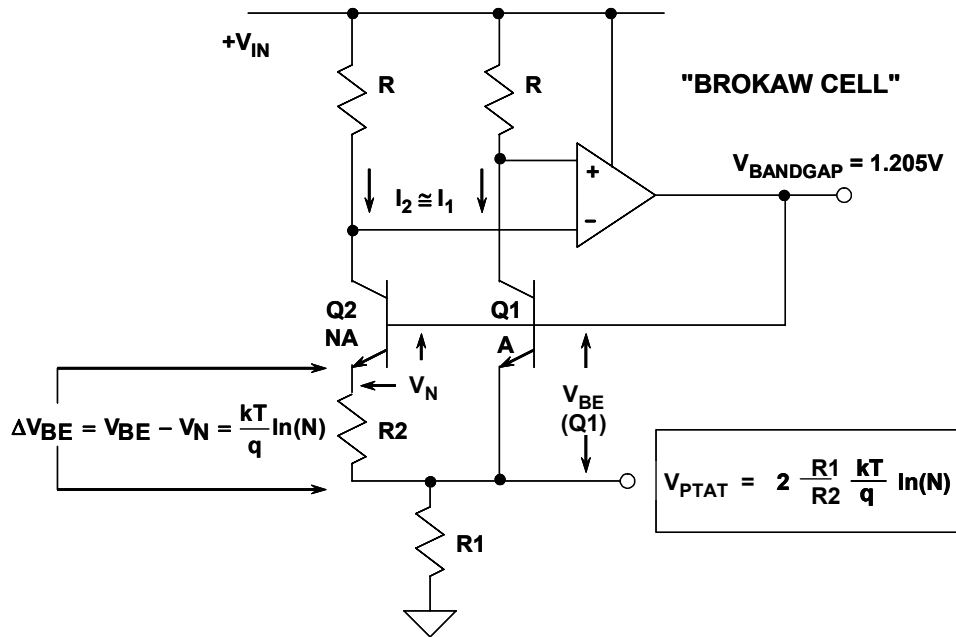 +VIN
R
R
"BROKAW CELL"
VBANDGAP = 1.205V
+
I2 ≅ I1
−
Q2
NA
Q1
A
VN
VBE
(Q1)
ΔVBE = VBE − VN = kT/q ln(N)
R2
VPTAT = 2 R1/R2 kT/q ln(N)
R1